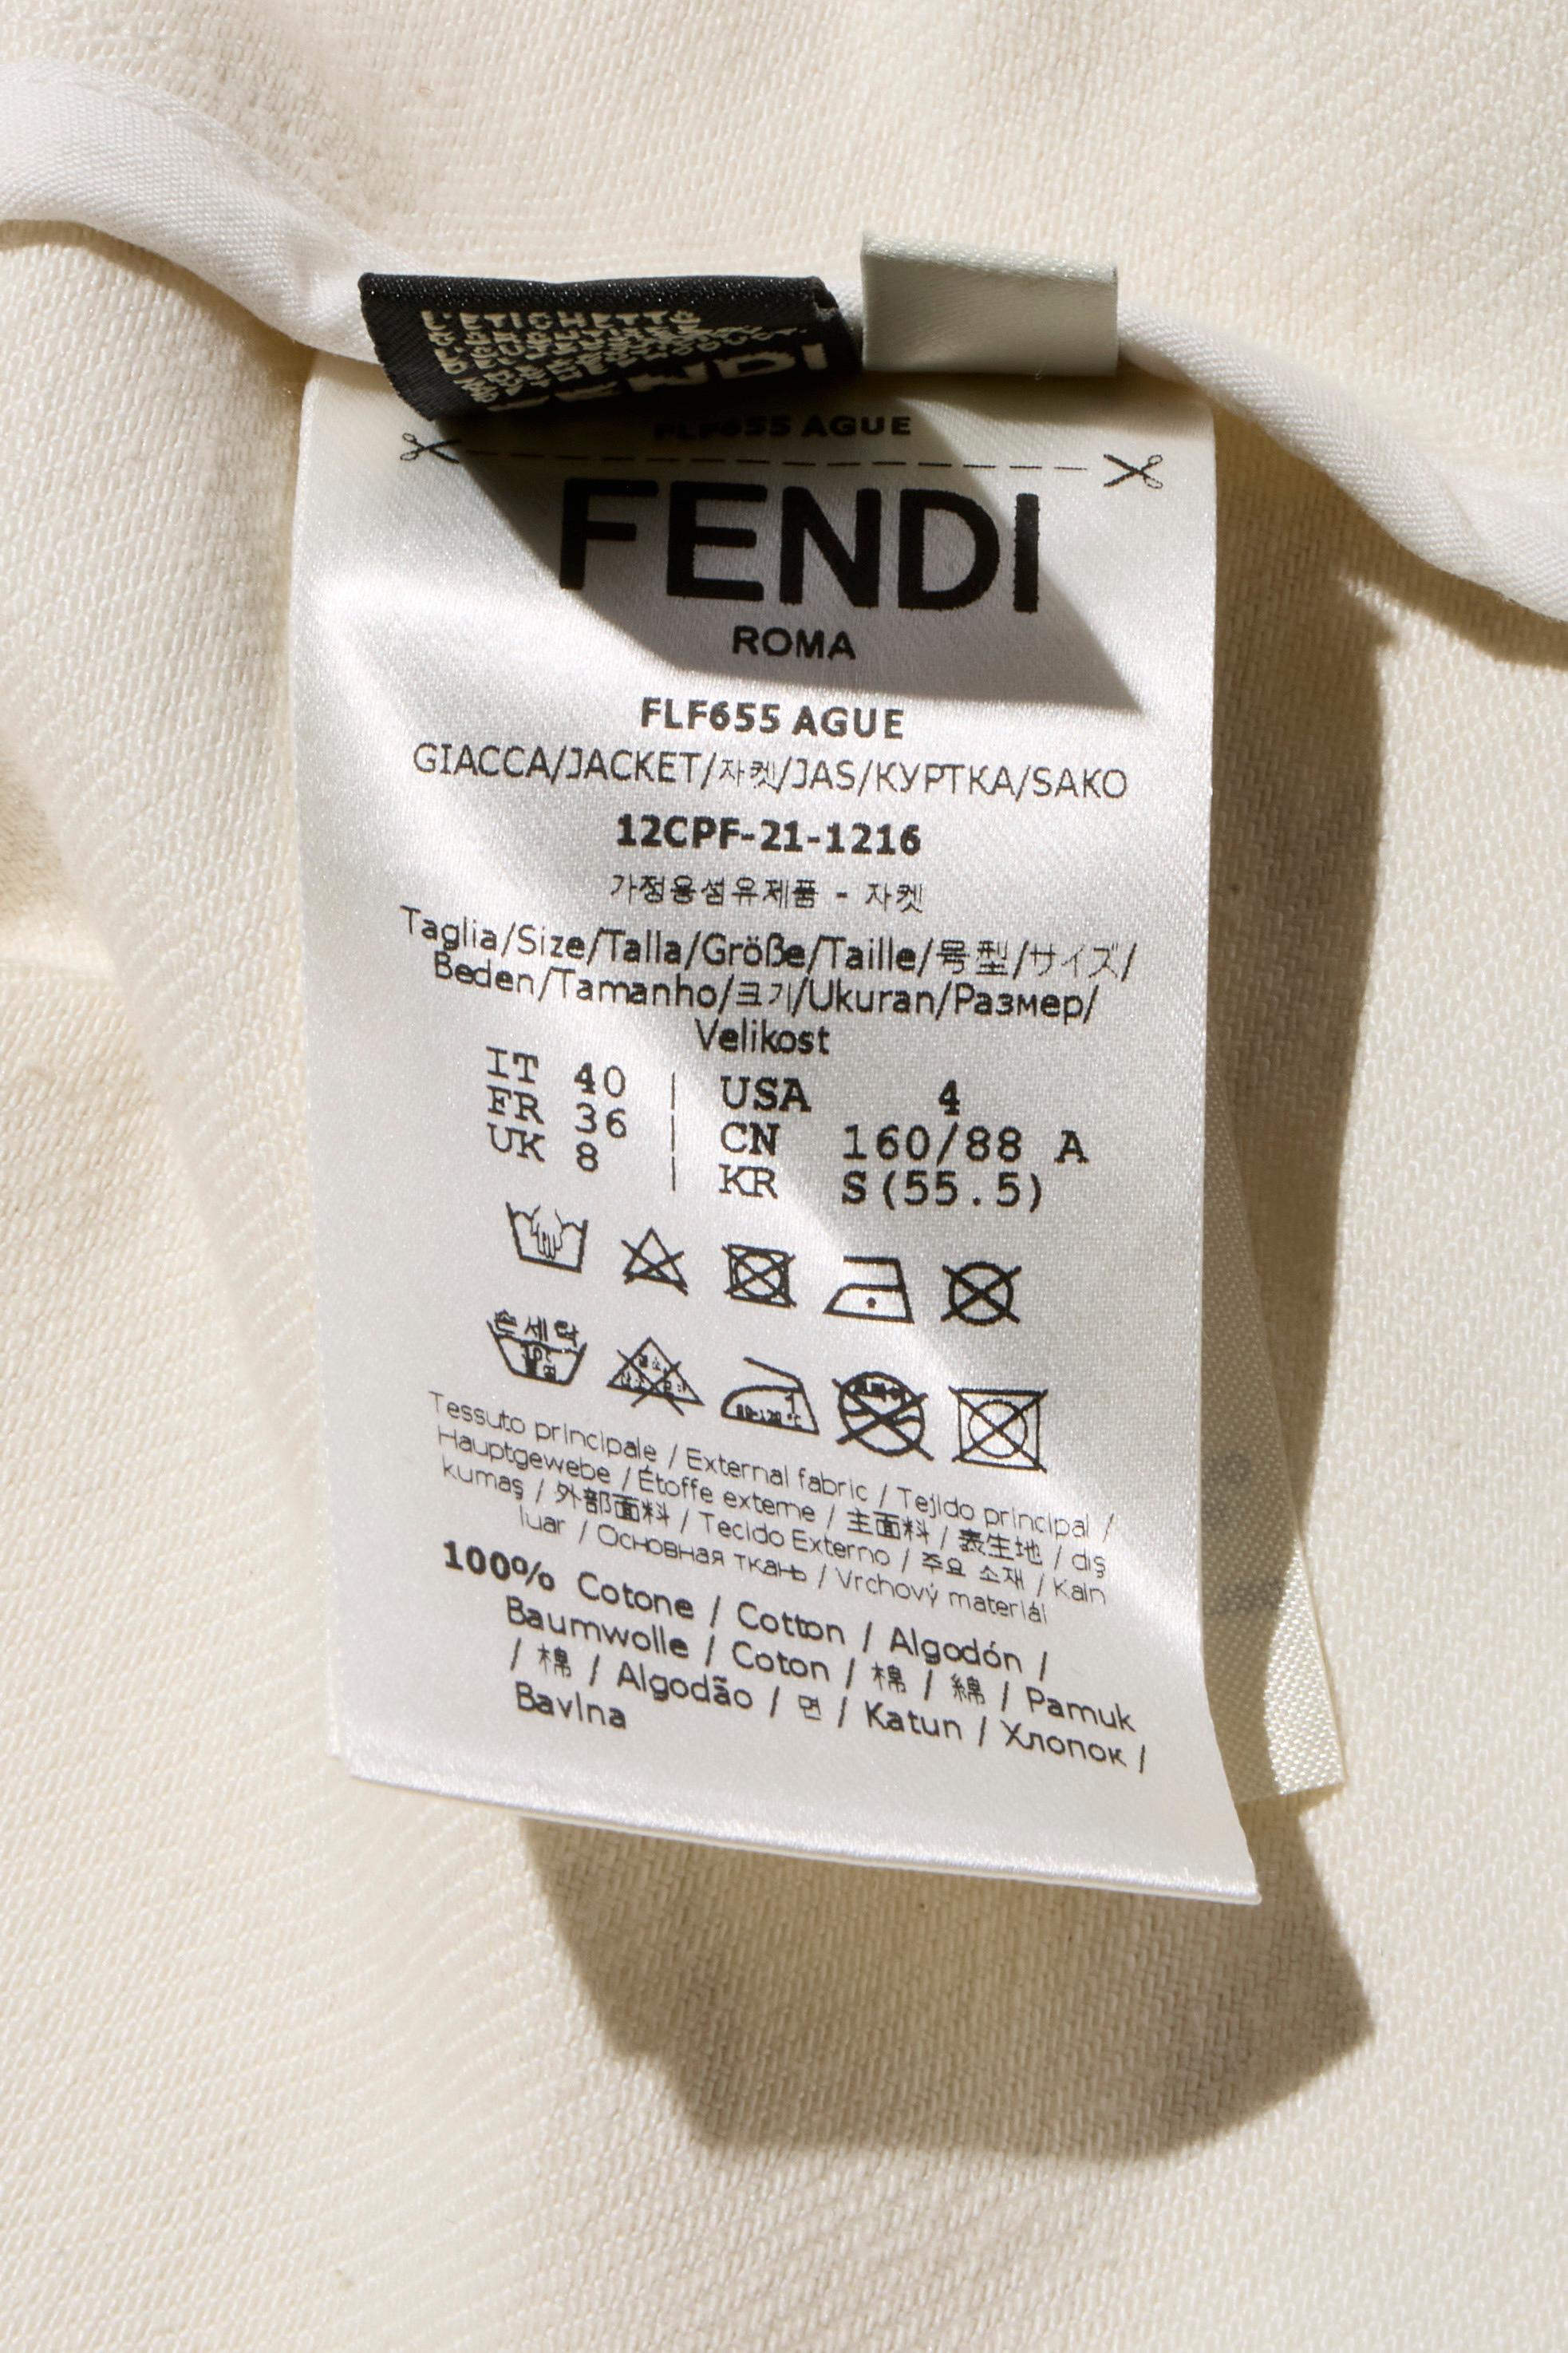 L'ETICHETTA
FENDI
FLF655 AGUE
FENDI
ROMA
FLF655 AGUE
GIACCA/JACKET/자켓/JAS/КУРТКА/SAKO
12CPF-21-1216
가정용섬유제품 - 자켓
Taglia/Size/Talla/Größe/Taille/号型/サイズ/
Beden/Tamanho/크기/Ukuran/Размер/
Velikost
IT 40 | USA 4
FR 36 | CN 160/88 A
UK 8 | KR S(55.5)
손세탁
Tessuto principale / External fabric / Tejido principal /
Hauptgewebe / Étoffe externe / 主面料 / 表生地 / dış
kumaş / 外部面料 / Tecido Externo / 주요 소재 / Kain
luar / Основная ткань / Vrchový materiál
100% Cotone / Cotton / Algodón /
Baumwolle / Coton / 棉 / 綿 / Pamuk
/ 棉 / Algodão / 면 / Katun / Хлопок /
Bavlna